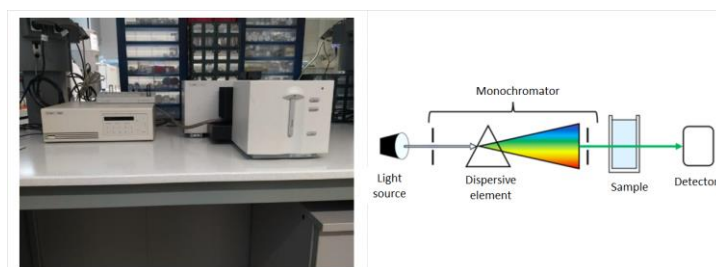 Monochromator
Light
source
Dispersive
element
Sample
Detector